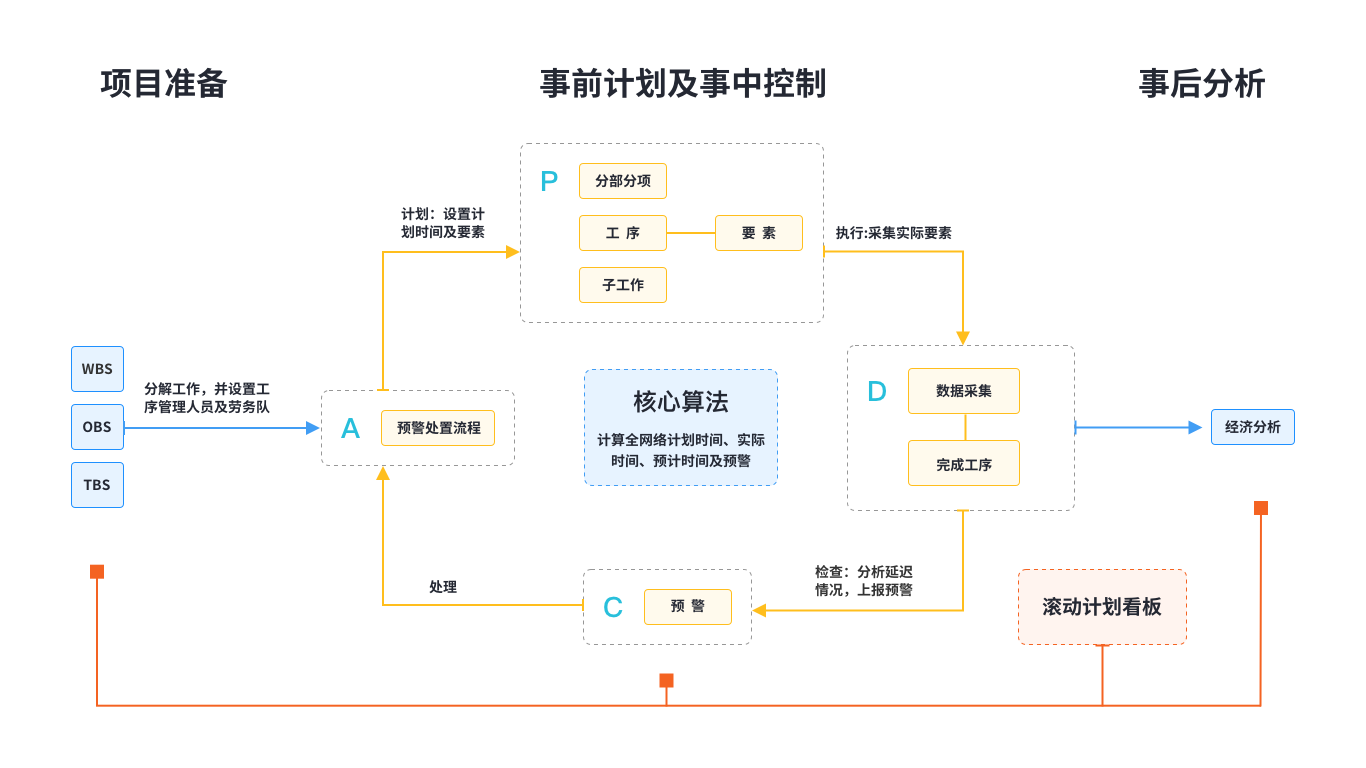 项目准备
事前计划及事中控制
事后分析
P
分部分项
工 序
要 素
子工作
计划：设置计
划时间及要素
执行:采集实际要素
WBS
OBS
TBS
分解工作，并设置工
序管理人员及劳务队
A
预警处置流程
核心算法
计算全网络计划时间、实际
时间、预计时间及预警
D
数据采集
完成工序
经济分析
处理
C
预 警
检查：分析延迟
情况，上报预警
滚动计划看板